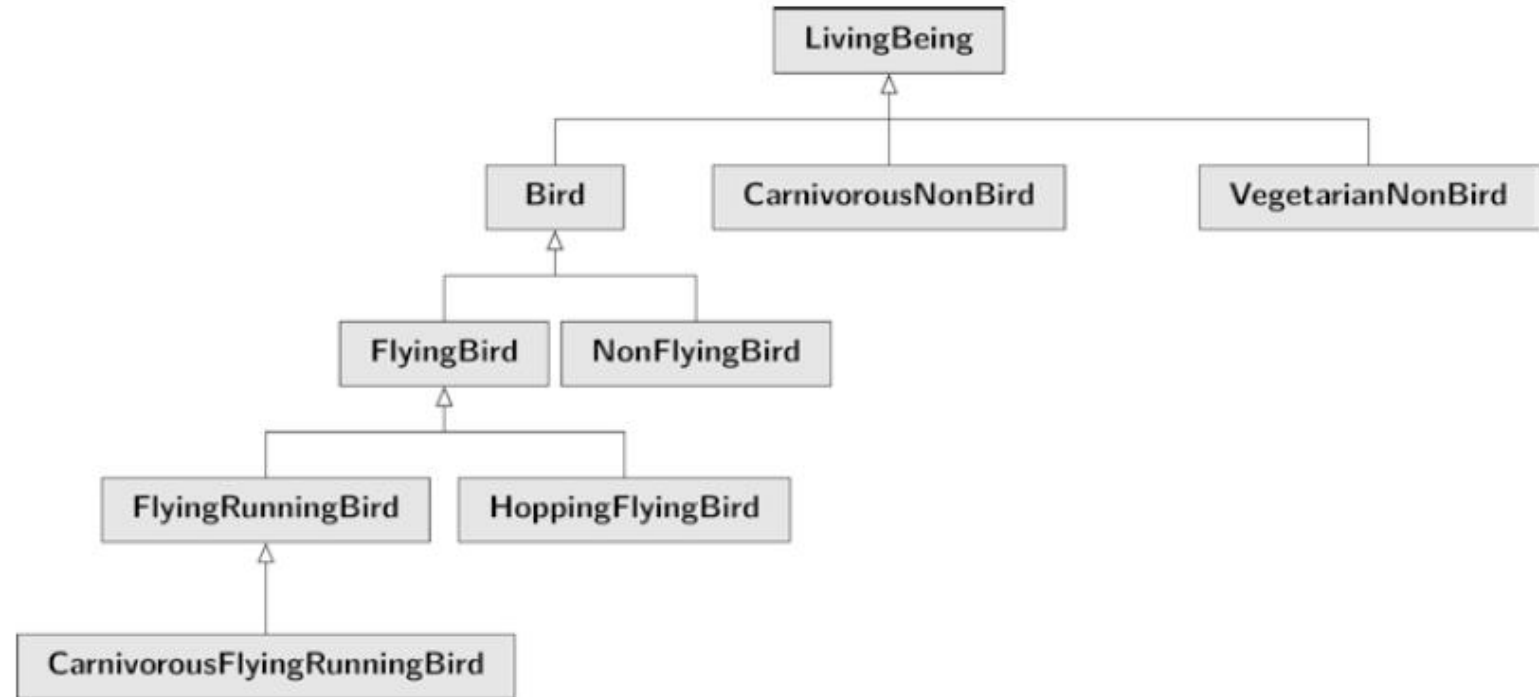 LivingBeing
Bird
CarnivorousNonBird
VegetarianNonBird
FlyingBird
NonFlyingBird
FlyingRunningBird
HoppingFlyingBird
CarnivorousFlyingRunningBird